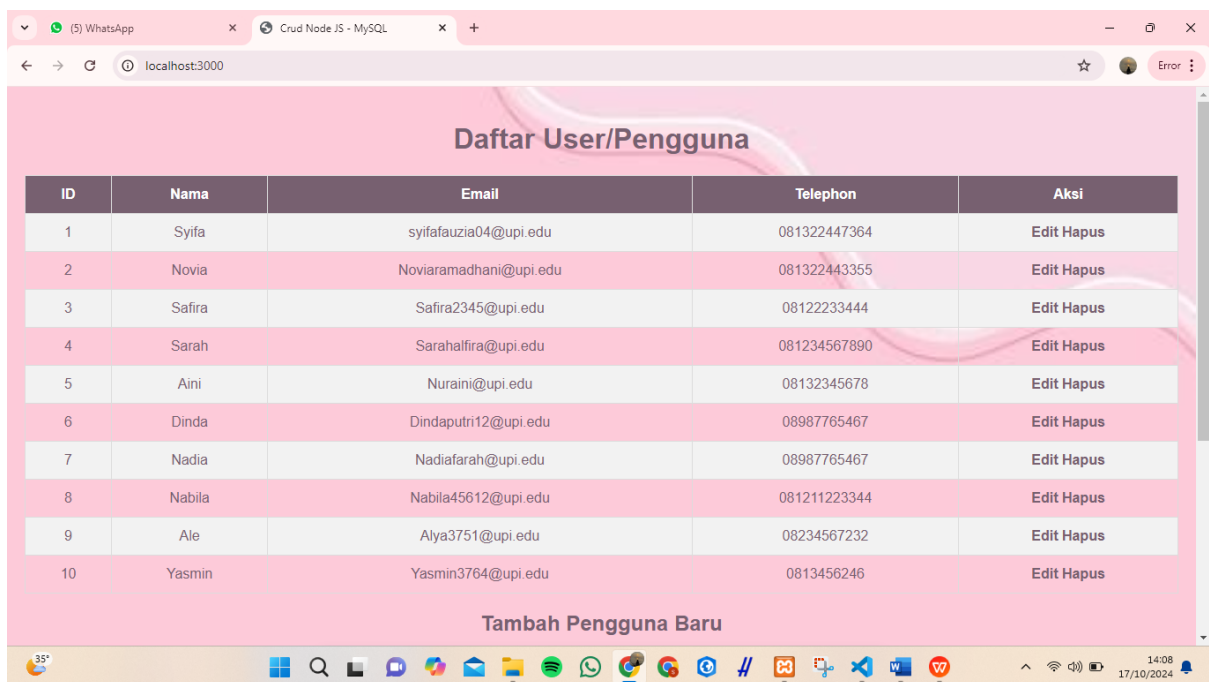 (5) WhatsApp
Crud Node JS - MySQL
localhost:3000
Error
Daftar User/Pengguna
ID Nama Email Telephon Aksi
1 Syifa syifafauzia04@upi.edu 081322447364 Edit Hapus
2 Novia Noviaramadhani@upi.edu 081322443355 Edit Hapus
3 Safira Safira2345@upi.edu 08122233444 Edit Hapus
4 Sarah Sarahalfira@upi.edu 081234567890 Edit Hapus
5 Aini Nuraini@upi.edu 08132345678 Edit Hapus
6 Dinda Dindaputri12@upi.edu 08987765467 Edit Hapus
7 Nadia Nadiafarah@upi.edu 08987765467 Edit Hapus
8 Nabila Nabila45612@upi.edu 081211223344 Edit Hapus
9 Ale Alya3751@upi.edu 08234567232 Edit Hapus
10 Yasmin Yasmin3764@upi.edu 0813456246 Edit Hapus
Tambah Pengguna Baru
35°
14:08
17/10/2024